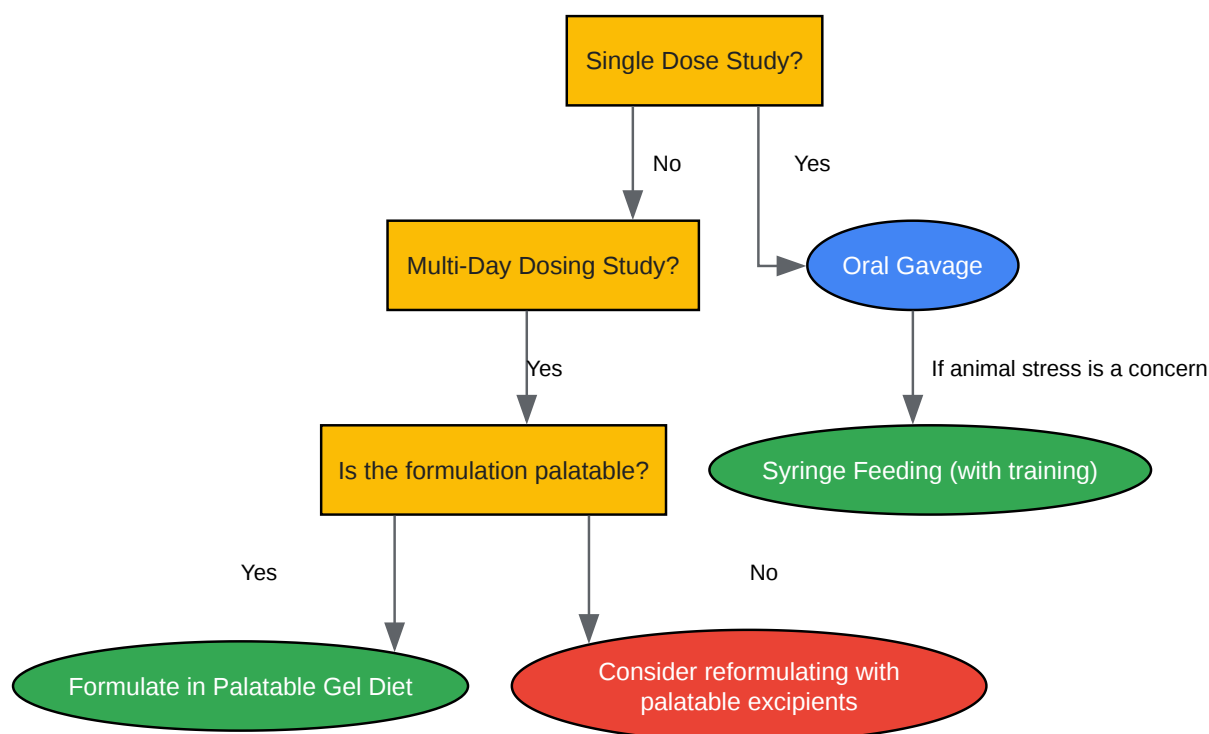 Single Dose Study?
No
Yes
Multi-Day Dosing Study?
Oral Gavage
Yes
If animal stress is a concern
Is the formulation palatable?
Syringe Feeding (with training)
Yes
No
Formulate in Palatable Gel Diet
Consider reformulating with
palatable excipients